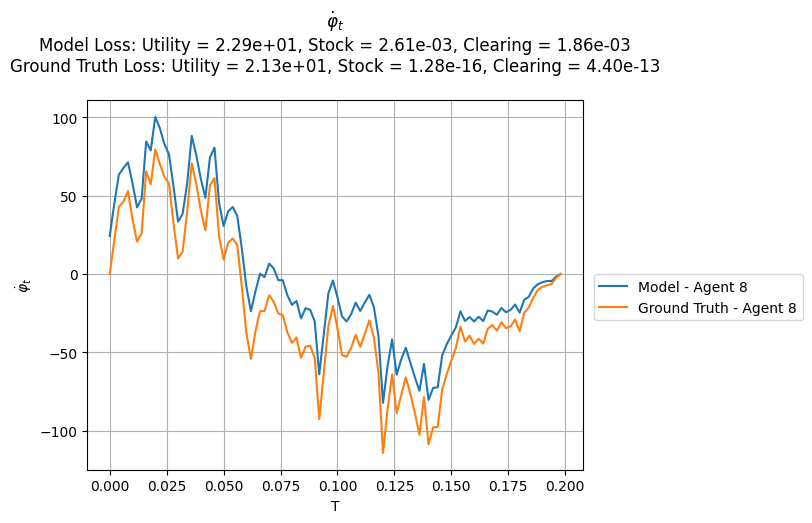 φ̇ₜ
Model Loss: Utility = 2.29e+01, Stock = 2.61e-03, Clearing = 1.86e-03
Ground Truth Loss: Utility = 2.13e+01, Stock = 1.28e-16, Clearing = 4.40e-13
100
50
0
−50
−100
φ̇ₜ
0.000 0.025 0.050 0.075 0.100 0.125 0.150 0.175 0.200
T
Model - Agent 8
Ground Truth - Agent 8